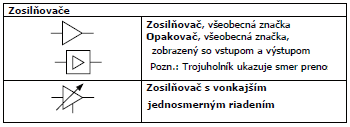 Zosilňovače
Zosilňovač, všeobecná značka
Opakovač, všeobecná značka,
zobrazený so vstupom a výstupom
Pozn.: Trojuholník ukazuje smer preno
Zosilňovač s vonkajším
jednosmerným riadením